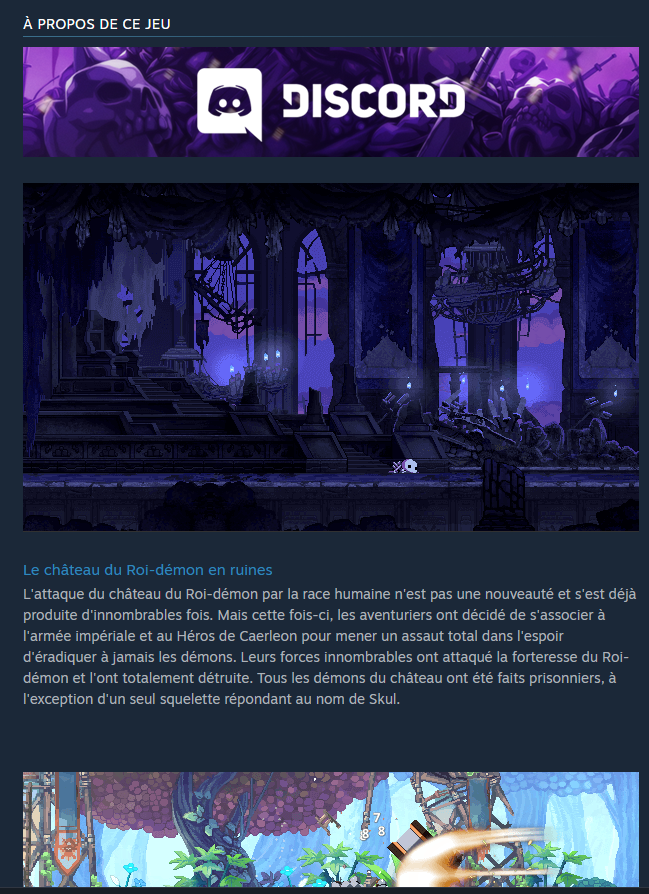 À PROPOS DE CE JEU
DISCORD
Le château du Roi-démon en ruines
L'attaque du château du Roi-démon par la race humaine n'est pas une nouveauté et s'est déjà
produite d'innombrables fois. Mais cette fois-ci, les aventuriers ont décidé de s'associer à
l'armée impériale et au Héros de Caerleon pour mener un assaut total dans l'espoir
d'éradiquer à jamais les démons. Leurs forces innombrables ont attaqué la forteresse du Roi-
démon et l'ont totalement détruite. Tous les démons du château ont été faits prisonniers, à
l'exception d'un seul squelette répondant au nom de Skul.
7
8 8